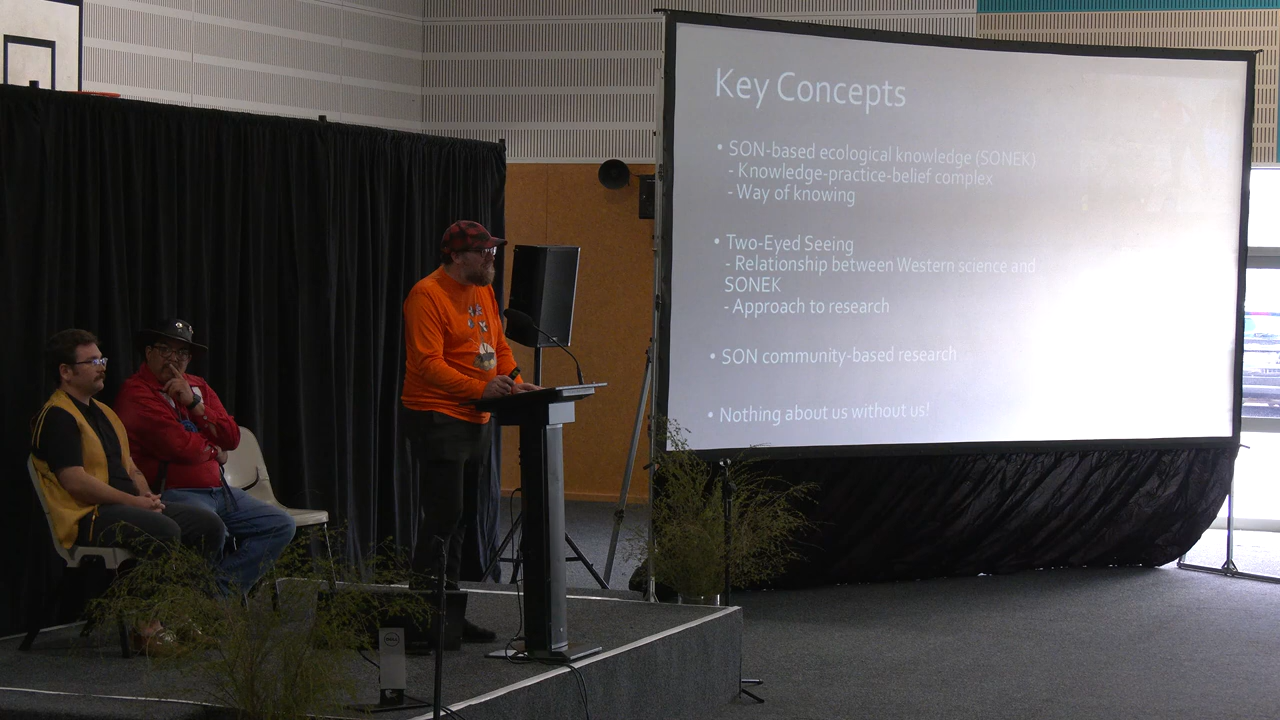 Key Concepts
• SON-based ecological knowledge (SONEK)
- Knowledge-practice-belief complex
- Way of knowing
• Two-Eyed Seeing
- Relationship between Western science and
SONEK
- Approach to research
• SON community-based research
• Nothing about us without us!
DELL